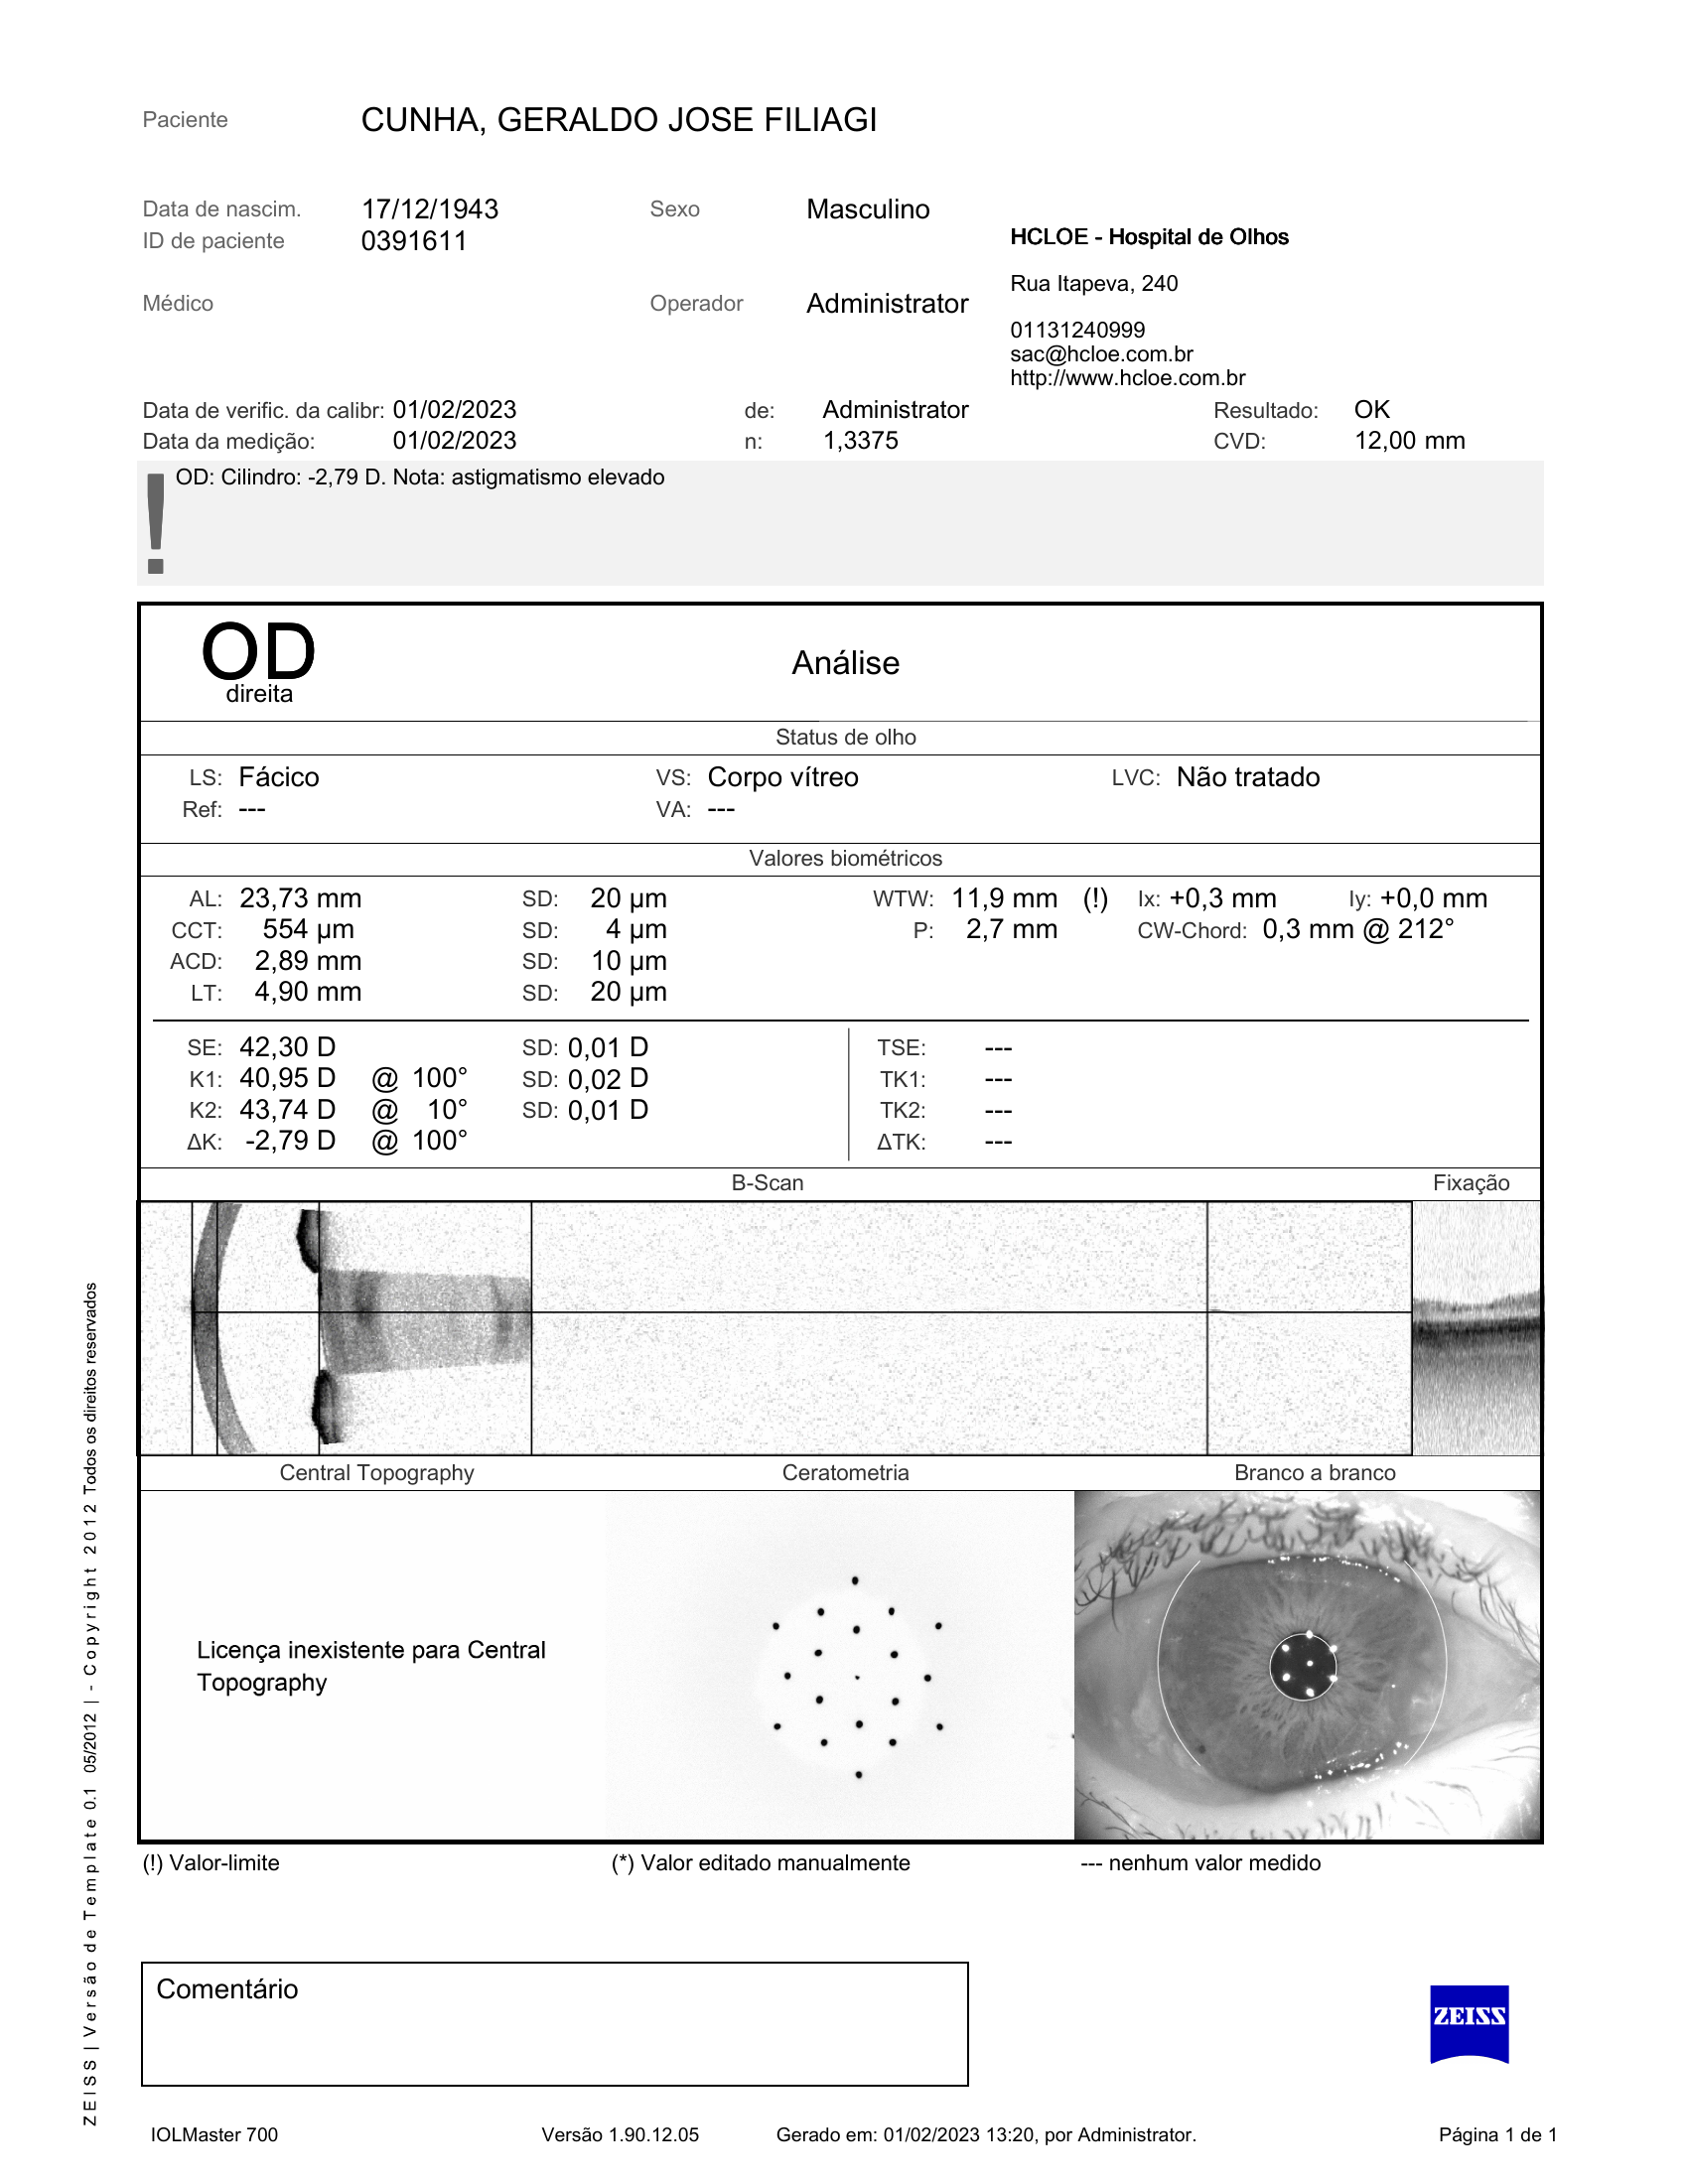 Paciente CUNHA, GERALDO JOSE FILIAGI
Data de nascim. 17/12/1943 Sexo Masculino
ID de paciente 0391611
HCLOE - Hospital de Olhos
Rua Itapeva, 240
Médico Operador Administrator
01131240999
sac@hcloe.com.br
http://www.hcloe.com.br
Data de verific. da calibr: 01/02/2023 de: Administrator Resultado: OK
Data da medição: 01/02/2023 n: 1,3375 CVD: 12,00 mm
! OD: Cilindro: -2,79 D. Nota: astigmatismo elevado
OD
direita
Análise
Status de olho
LS: Fácico VS: Corpo vítreo LVC: Não tratado
Ref: --- VA: ---
Valores biométricos
AL: 23,73 mm SD: 20 µm WTW: 11,9 mm (!) Ix: +0,3 mm Iy: +0,0 mm
CCT: 554 µm SD: 4 µm P: 2,7 mm CW-Chord: 0,3 mm @ 212°
ACD: 2,89 mm SD: 10 µm
LT: 4,90 mm SD: 20 µm
SE: 42,30 D SD: 0,01 D TSE: ---
K1: 40,95 D @ 100° SD: 0,02 D TK1: ---
K2: 43,74 D @ 10° SD: 0,01 D TK2: ---
ΔK: -2,79 D @ 100° ΔTK: ---
B-Scan Fixação
Central Topography Ceratometria Branco a branco
Licença inexistente para Central
Topography
(!) Valor-limite (*) Valor editado manualmente --- nenhum valor medido
Comentário
ZEISS
ZEISS | Versão de Template 0.1 05/2012 | - Copyright 2012 Todos os direitos reservados
IOLMaster 700 Versão 1.90.12.05 Gerado em: 01/02/2023 13:20, por Administrator. Página 1 de 1